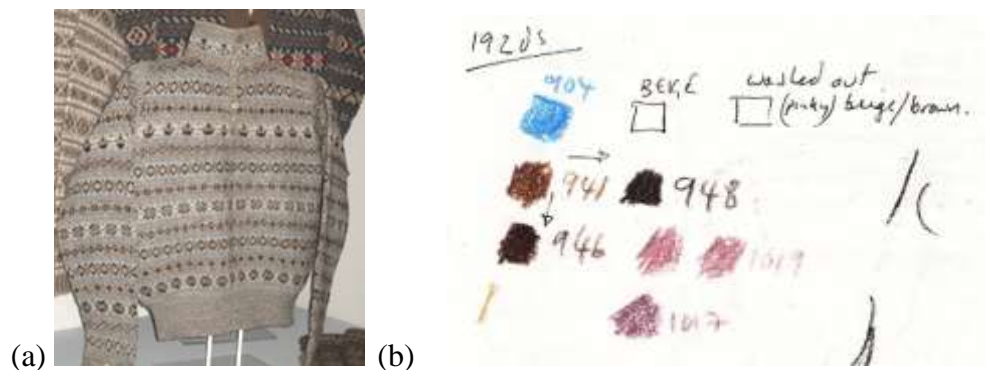 1920s
904
BEIGE
washed out
(pinky) beige/brown.
941
948
946
1019
1017
(a)
(b)